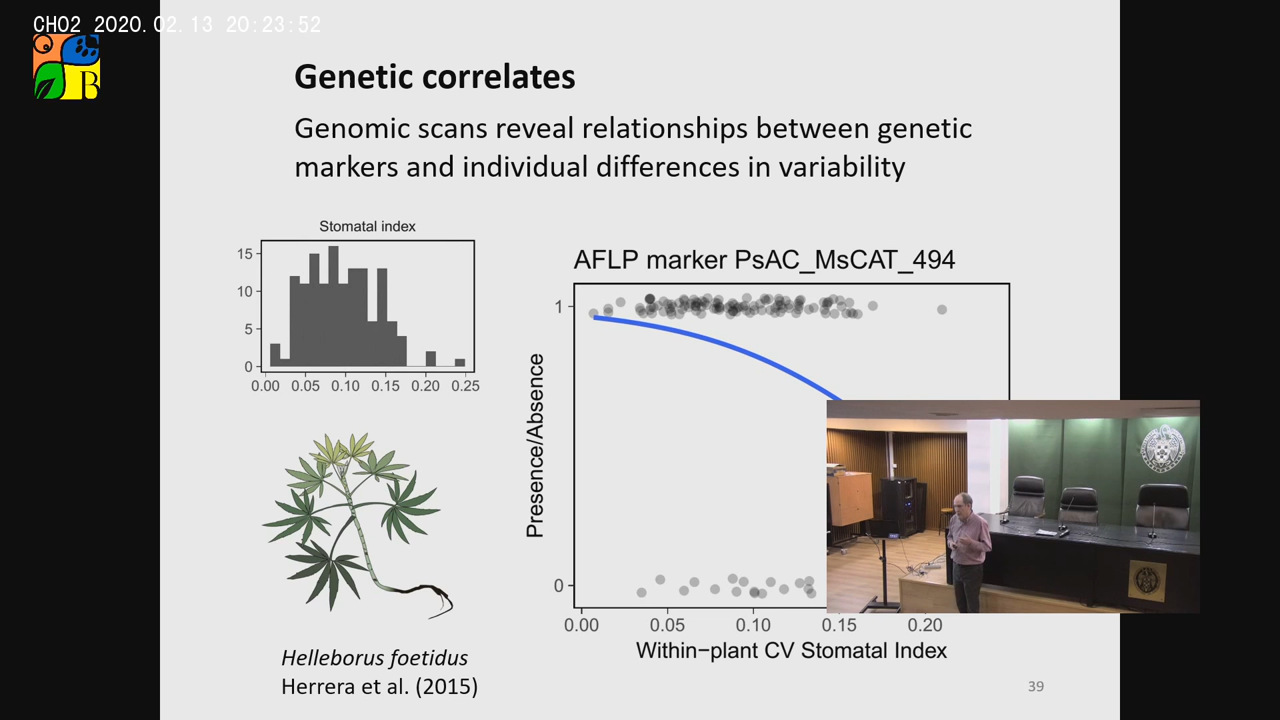 CH02 2020.02.13 20:23:52
B
Genetic correlates
Genomic scans reveal relationships between genetic
markers and individual differences in variability
Stomatal index
15
10
5
0
0.00 0.05 0.10 0.15 0.20 0.25
AFLP marker PsAC_MsCAT_494
1
0
Presence/Absence
0.00 0.05 0.10 0.15 0.20
Within−plant CV Stomatal Index
Helleborus foetidus
Herrera et al. (2015)
39